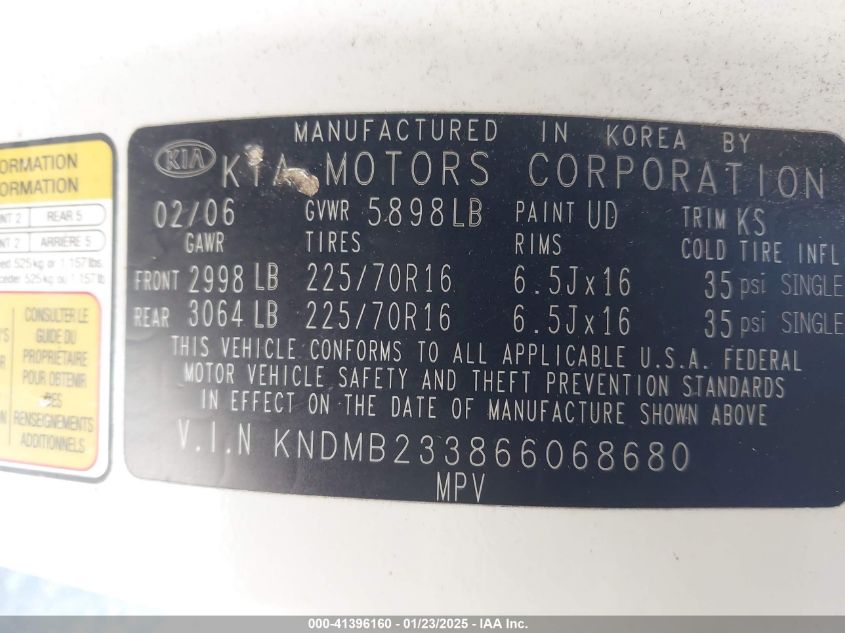 ORMATION
ORMATION
NT 2 REAR 5
NT 2 ARRIÈRE 5
eed 525 kg or 1 157 lbs
céder 525 kg ou 1 157 lb
CONSULTER LE
GUIDE DU
PROPRIÉTAIRE
POUR OBTENIR
DES
RENSEIGNEMENTS
ADDITIONNELS
MANUFACTURED IN KOREA BY
KIA KIA MOTORS CORPORATION
02/06 GVWR 5898LB PAINT UD TRIM KS
GAWR TIRES RIMS COLD TIRE INFL
FRONT 2998 LB 225/70R16 6.5Jx16 35 psi SINGLE
REAR 3064 LB 225/70R16 6.5Jx16 35 psi SINGLE
THIS VEHICLE CONFORMS TO ALL APPLICABLE U.S.A. FEDERAL
MOTOR VEHICLE SAFETY AND THEFT PREVENTION STANDARDS
IN EFFECT ON THE DATE OF MANUFACTURE SHOWN ABOVE
V.I.N KNDMB233866068680
MPV
000-41396160 — 01/23/2025 — IAA Inc.